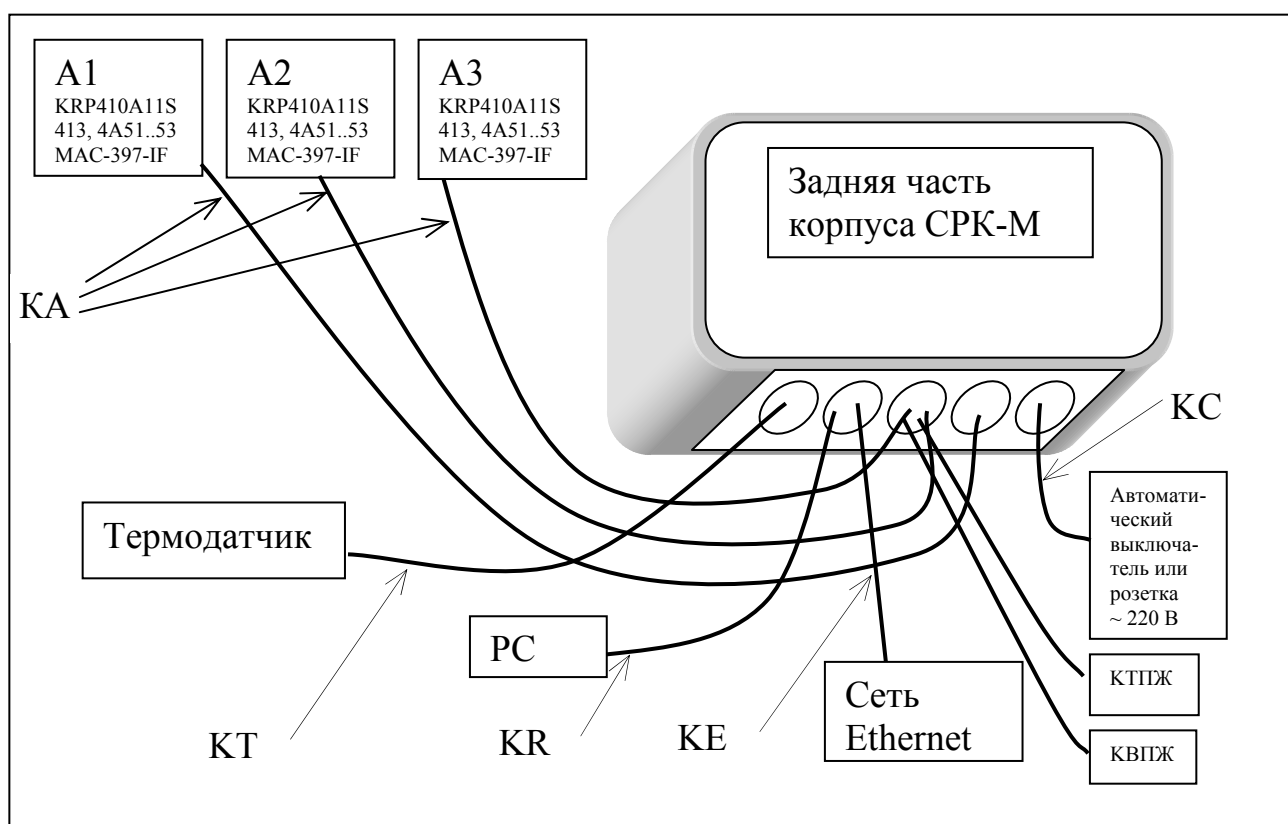 А1
KRP410A11S
413, 4A51..53
MAC-397-IF
А2
KRP410A11S
413, 4A51..53
MAC-397-IF
А3
KRP410A11S
413, 4A51..53
MAC-397-IF
Задняя часть
корпуса СРК-М
КА
КС
Термодатчик
Автомати-
ческий
выключа-
тель или
розетка
~ 220 В
PC
КТПЖ
Сеть
Ethernet
КТ
KR
KE
КВПЖ